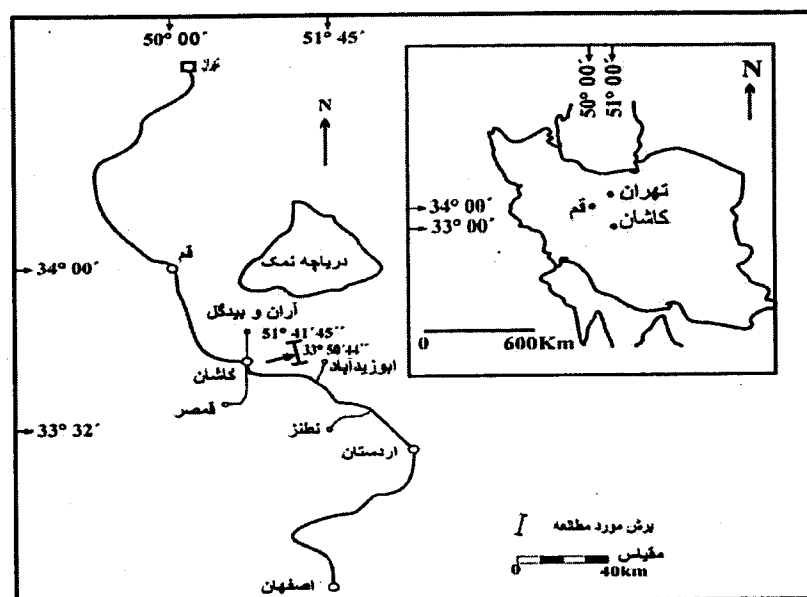 50° 00´
51° 45´
تهران
N
34° 00´
قم
دریاچه نمک
آران و بیدگل
51° 41´45˝
33° 50´44˝
ابوزیدآباد
کاشان
قمصر
33° 32´
نطنز
اردستان
اصفهان
برش مورد مطالعه
مقیاس
0 40km
50° 00´
51° 00´
N
34° 00´
33° 00´
تهران
قم
کاشان
0 600Km